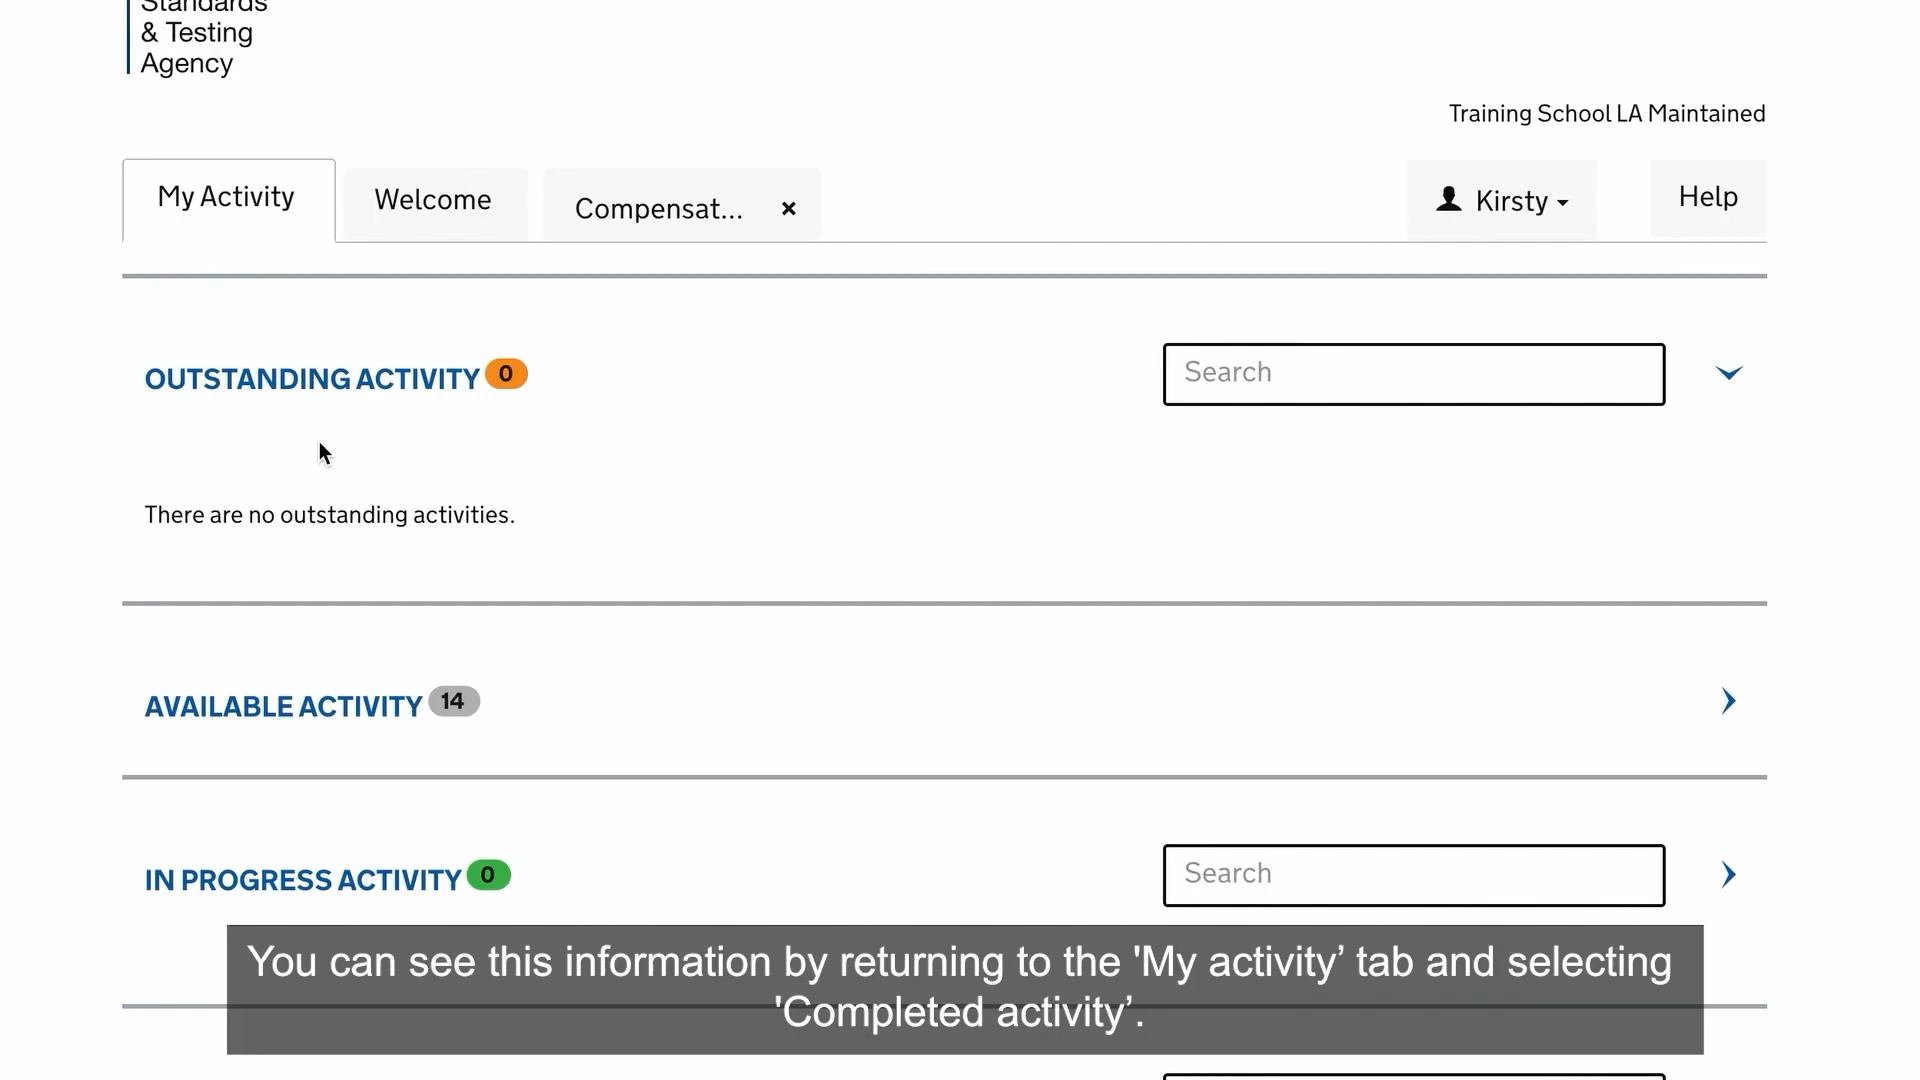 Standards
& Testing
Agency
Training School LA Maintained
My Activity
Welcome
Compensat... ×
Kirsty
Help
OUTSTANDING ACTIVITY 0
Search
There are no outstanding activities.
AVAILABLE ACTIVITY 14
IN PROGRESS ACTIVITY 0
Search
You can see this information by returning to the 'My activity’ tab and selecting
'Completed activity’.